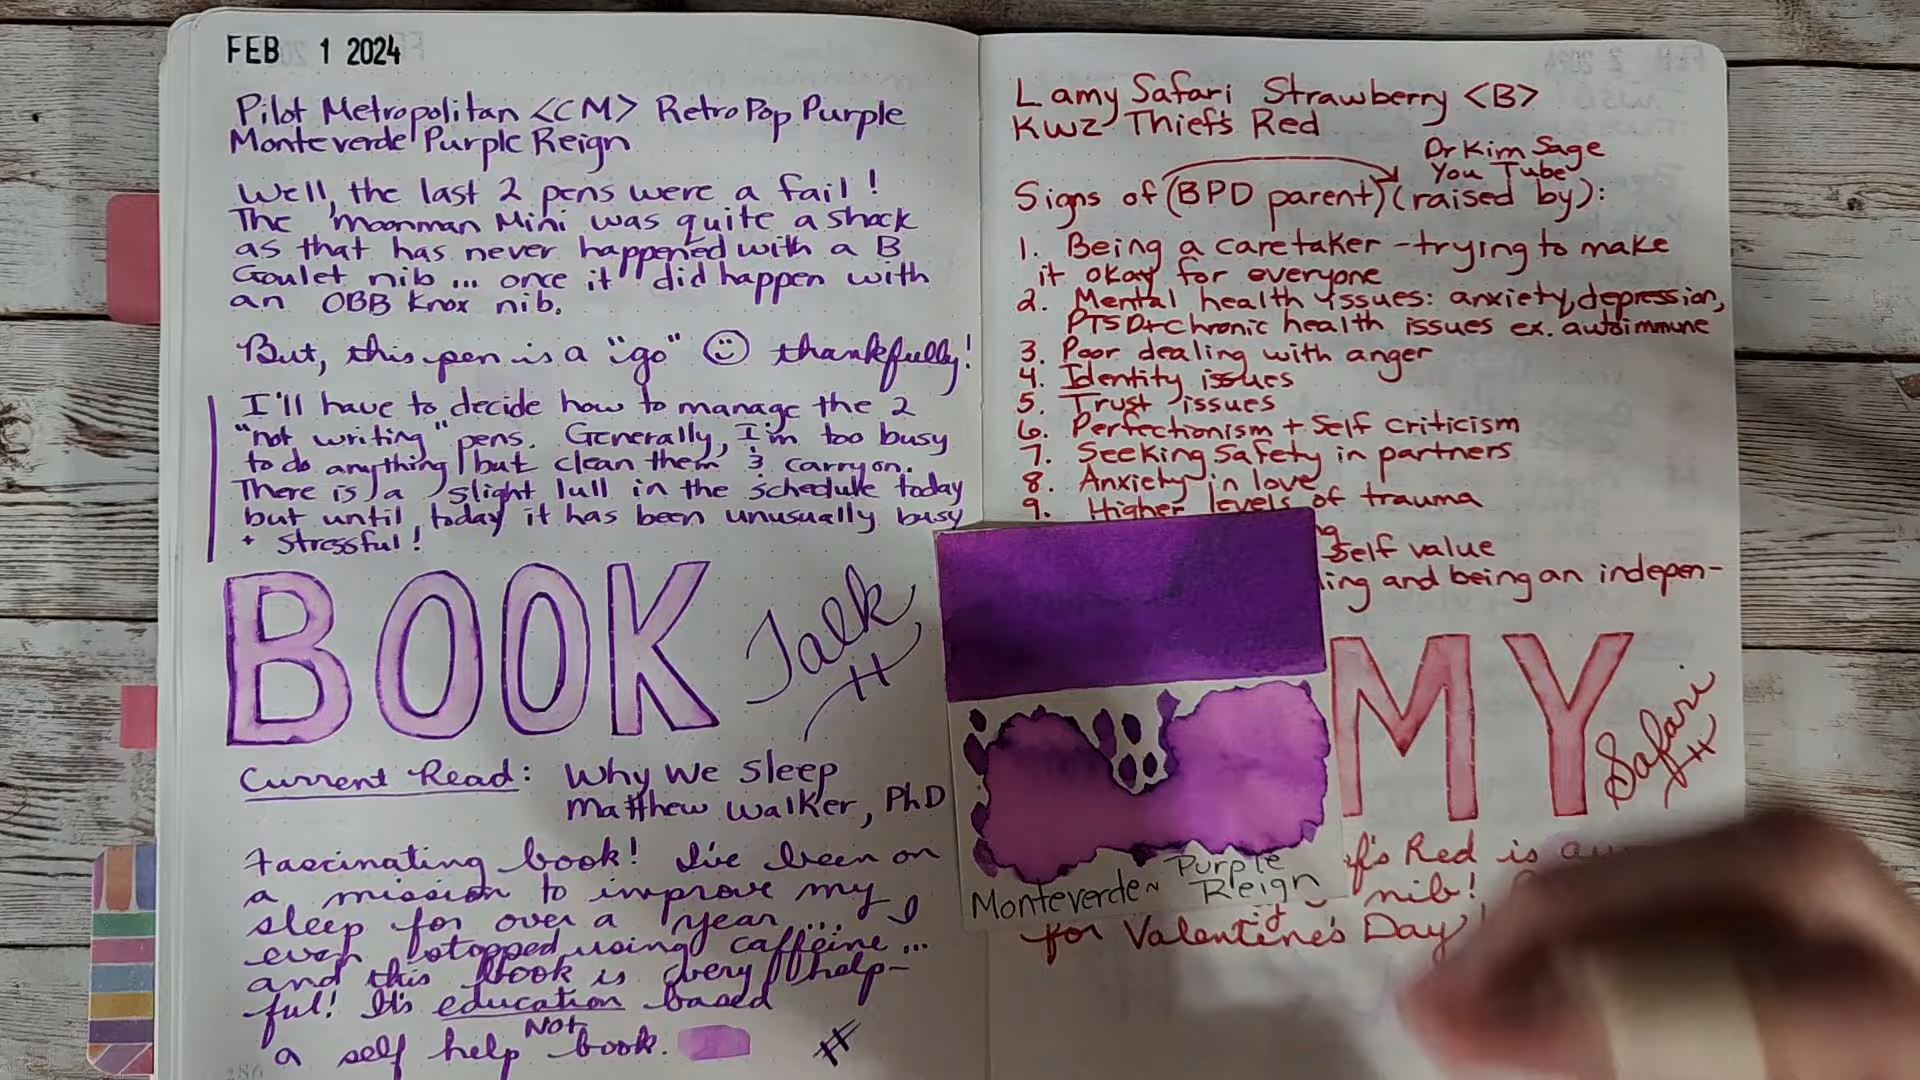 FEB 1 2024
Pilot Metropolitan <CM> Retro Pop Purple
Monteverde Purple Reign
Well, the last 2 pens were a fail!
The Moonman Mini was quite a shock
as that has never happened with a B
Goulet nib... once it did happen with
an OBB Knox nib.
But, this pen is a "go" ☺ thankfully!
I'll have to decide how to manage the 2
"not writing" pens. Generally, I'm too busy
to do anything but clean them & carry on.
There is a slight lull in the schedule today
but until today it has been unusually busy
+ stressful!
BOOK Talk
Current Read: Why We Sleep
Matthew Walker, PhD
Fascinating book! I've been on
a mission to improve my
sleep for over a year.... I
even stopped using caffeine...
and this book is very help-
ful! It's education based
NOT
a self help book.
286
Lamy Safari Strawberry <B>
KWZ Thief's Red
Dr Kim Sage
You Tube
Signs of (BPD parent) (raised by):
1. Being a caretaker - trying to make
it okay for everyone
2. Mental health issues: anxiety, depression,
PTSD + chronic health issues ex. autoimmune
3. Poor dealing with anger
4. Identity issues
5. Trust issues
6. Perfectionism + Self criticism
7. Seeking safety in partners
8. Anxiety in love
9. Higher levels of trauma
Self value
and being an indepen-
MY Safari
Red is
nib!
for Valentine's Day
Monteverde ~ Purple
Reign